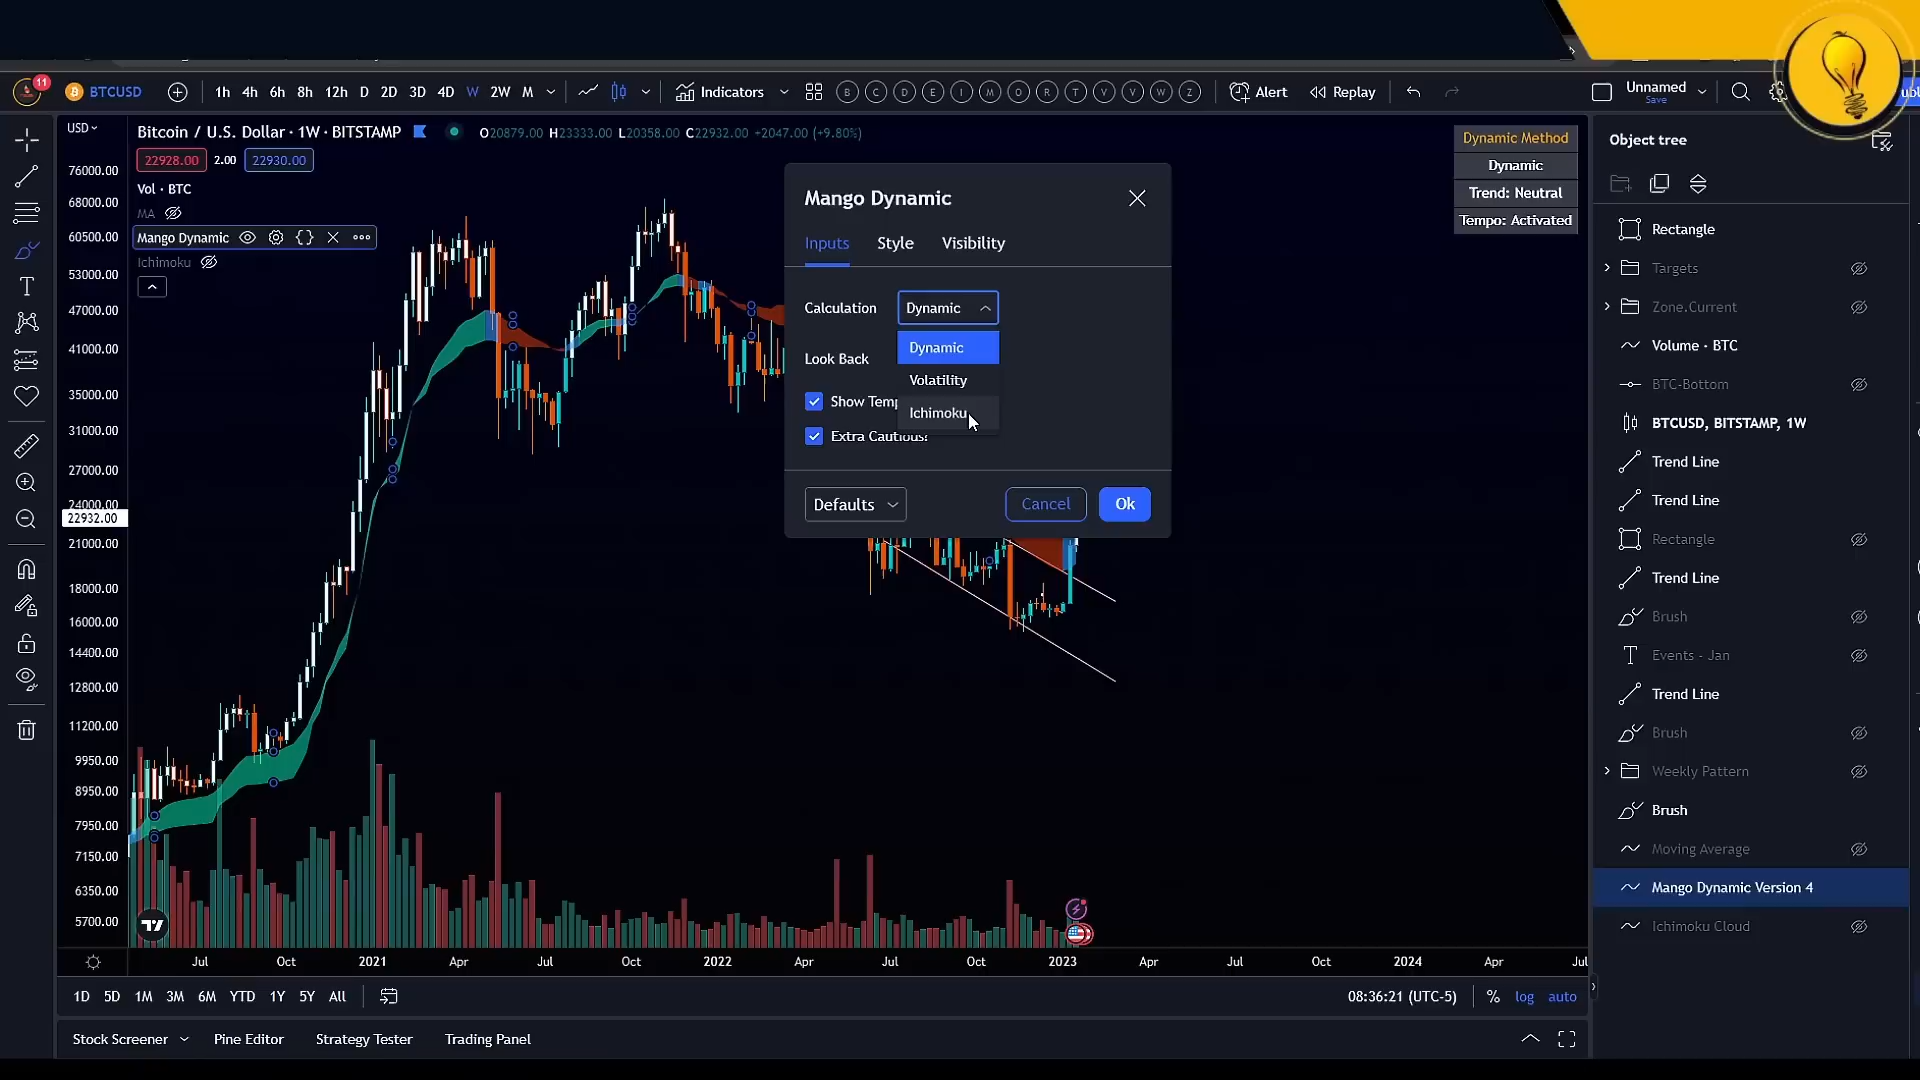 11
BTCUSD
1h 4h 6h 8h 12h D 2D 3D 4D W 2W M
Indicators
B C D E I M O R T V V W Z
Alert
Replay
Unnamed
Save
USD
Bitcoin / U.S. Dollar · 1W · BITSTAMP
O20879.00 H23333.00 L20358.00 C22932.00 +2047.00 (+9.80%)
22928.00 2.00 22930.00
Vol · BTC
MA
Mango Dynamic
Ichimoku
76000.00
68000.00
60500.00
53000.00
47000.00
41000.00
35000.00
31000.00
27000.00
24000.00
22932.00
21000.00
18000.00
16000.00
14400.00
12800.00
11200.00
9950.00
8950.00
7950.00
7150.00
6350.00
5700.00
Mango Dynamic
Inputs Style Visibility
Calculation Dynamic
Dynamic
Look Back
Volatility
Show Temp
Ichimoku
Extra Cautious?
Defaults
Cancel
Ok
Dynamic Method
Dynamic
Trend: Neutral
Tempo: Activated
Jul Oct 2021 Apr Jul Oct 2022 Apr Jul Oct 2023 Apr Jul Oct 2024 Apr Jul
1D 5D 1M 3M 6M YTD 1Y 5Y All
08:36:21 (UTC-5) % log auto
Stock Screener Pine Editor Strategy Tester Trading Panel
Object tree
Rectangle
Targets
Zone.Current
Volume · BTC
BTC-Bottom
BTCUSD, BITSTAMP, 1W
Trend Line
Trend Line
Rectangle
Trend Line
Brush
Events - Jan
Trend Line
Brush
Weekly Pattern
Brush
Moving Average
Mango Dynamic Version 4
Ichimoku Cloud